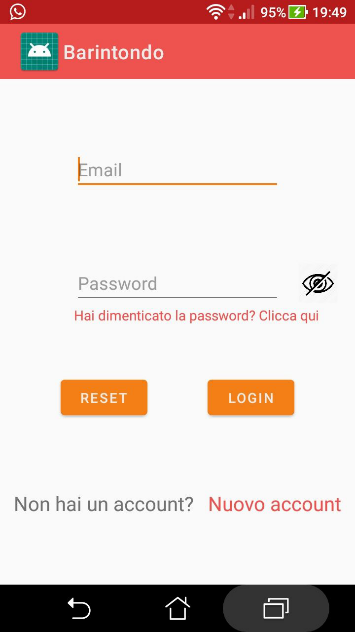 95% 19:49
Barintondo
Email
Password
Hai dimenticato la password? Clicca qui
RESET LOGIN
Non hai un account? Nuovo account